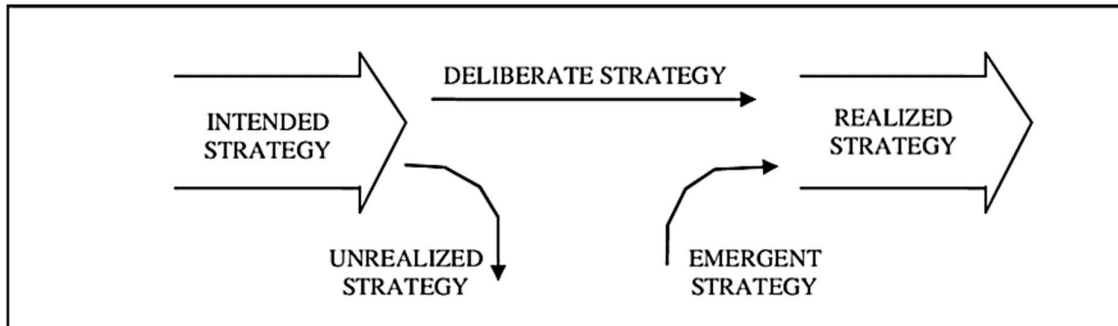 DELIBERATE STRATEGY
INTENDED
STRATEGY
REALIZED
STRATEGY
UNREALIZED
STRATEGY
EMERGENT
STRATEGY